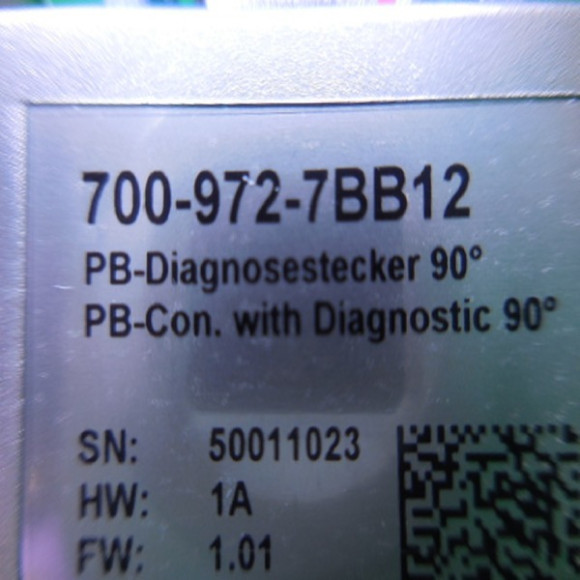 700-972-7BB12
PB-Diagnosestecker 90°
PB-Con. with Diagnostic 90°
SN: 50011023
HW: 1A
FW: 1.01